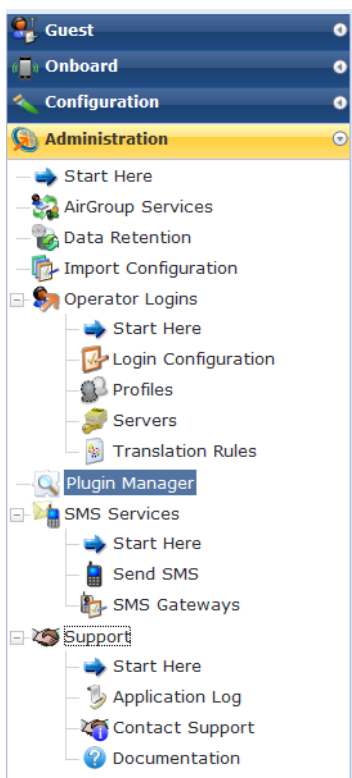 Guest
Onboard
Configuration
Administration
Start Here
AirGroup Services
Data Retention
Import Configuration
Operator Logins
Start Here
Login Configuration
Profiles
Servers
Translation Rules
Plugin Manager
SMS Services
Start Here
Send SMS
SMS Gateways
Support
Start Here
Application Log
Contact Support
Documentation